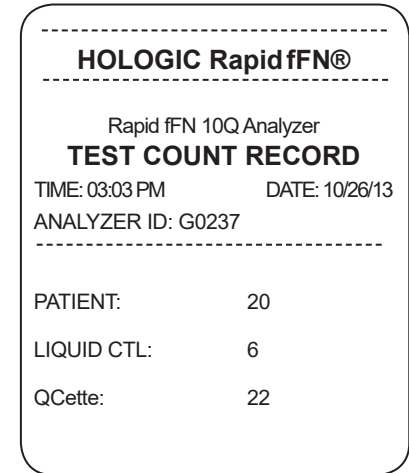 HOLOGIC Rapid fFN®
Rapid fFN 10Q Analyzer
TEST COUNT RECORD
TIME: 03:03 PM DATE: 10/26/13
ANALYZER ID: G0237
PATIENT: 20
LIQUID CTL: 6
QCette: 22